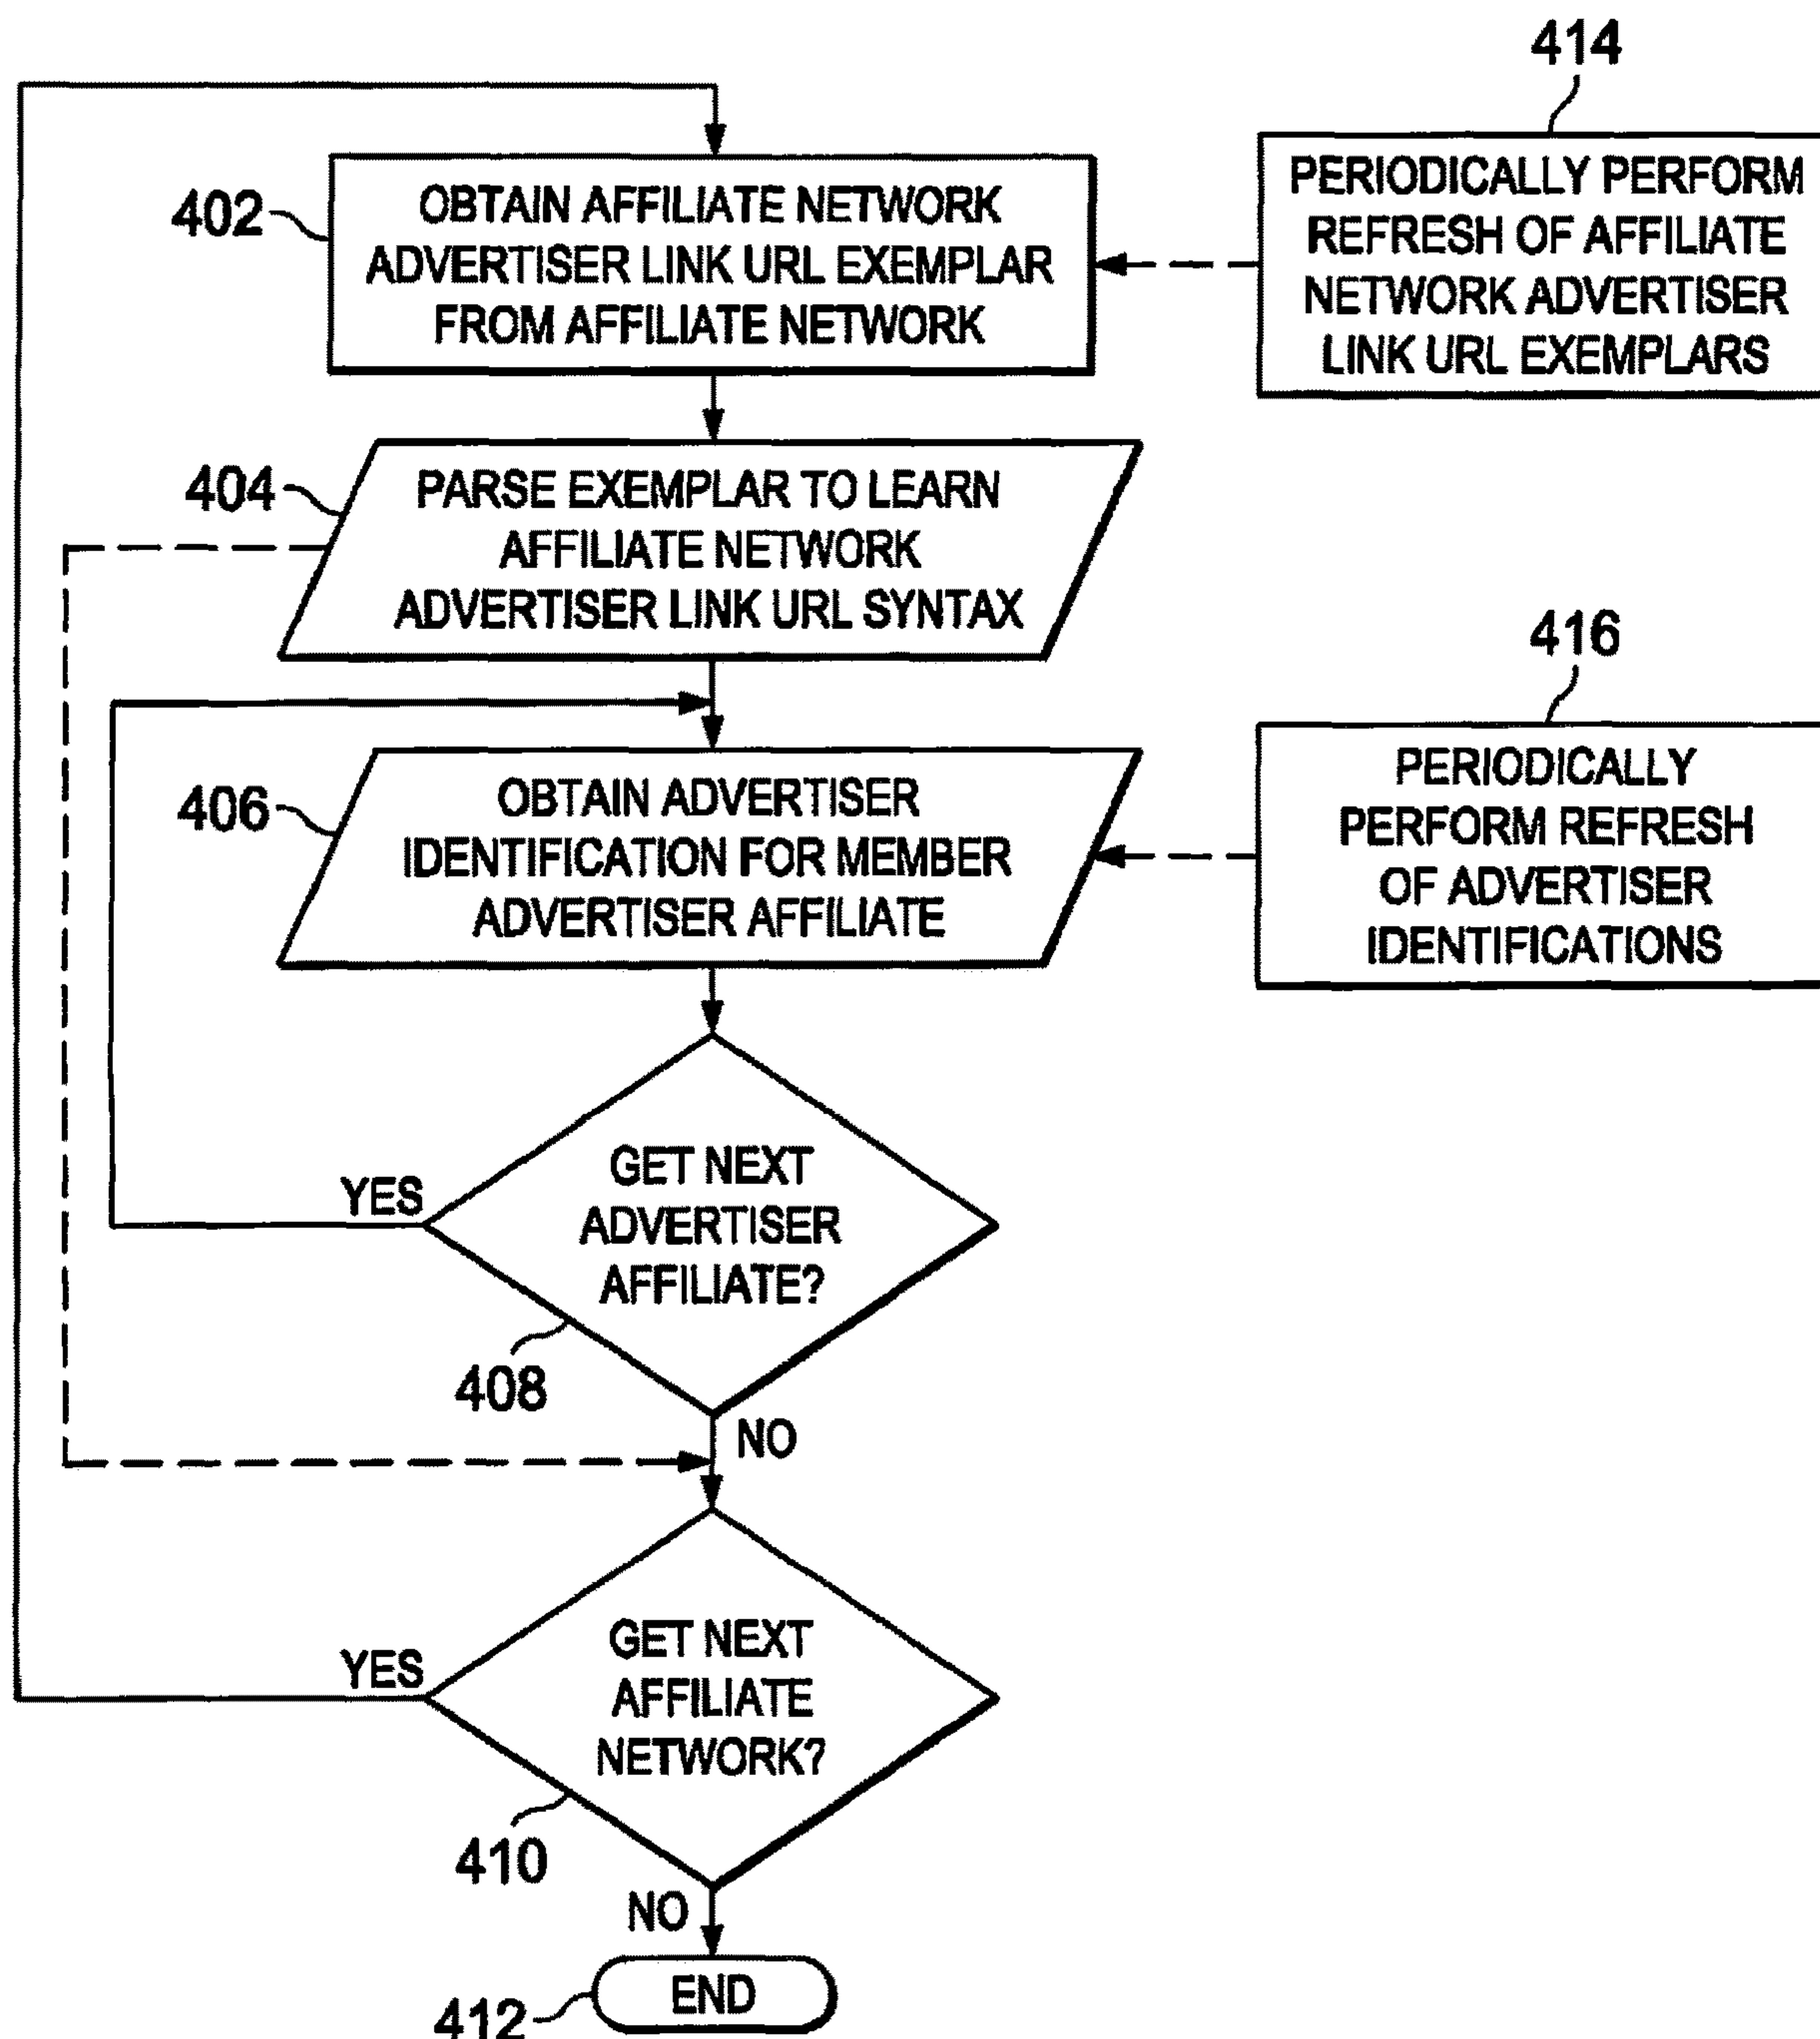 414
PERIODICALLY PERFORM
REFRESH OF AFFILIATE
NETWORK ADVERTISER
LINK URL EXEMPLARS
402
OBTAIN AFFILIATE NETWORK
ADVERTISER LINK URL EXEMPLAR
FROM AFFILIATE NETWORK
404
PARSE EXEMPLAR TO LEARN
AFFILIATE NETWORK
ADVERTISER LINK URL SYNTAX
416
PERIODICALLY
PERFORM REFRESH
OF ADVERTISER
IDENTIFICATIONS
406
OBTAIN ADVERTISER
IDENTIFICATION FOR MEMBER
ADVERTISER AFFILIATE
YES
GET NEXT
ADVERTISER
AFFILIATE?
408
NO
YES
GET NEXT
AFFILIATE
NETWORK?
410
NO
END
412